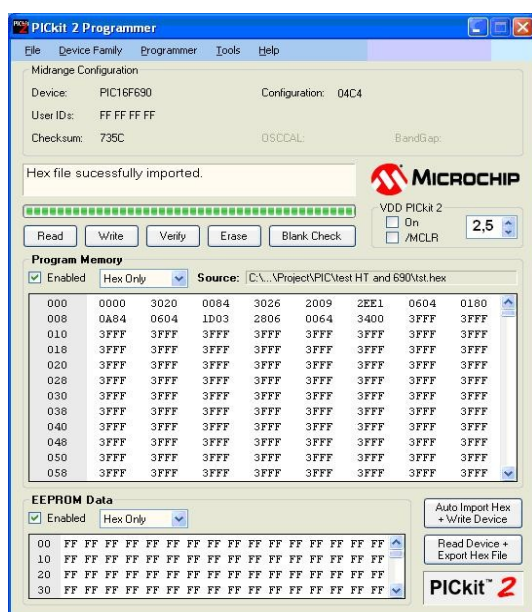 PICkit 2 Programmer
File Device Family Programmer Tools Help
Midrange Configuration
Device: PIC16F690 Configuration: 04C4
User IDs: FF FF FF FF
Checksum: 735C OSCCAL: BandGap:
Hex file sucessfully imported.
MICROCHIP
VDD PICkit 2
On
/MCLR
2,5
Read Write Verify Erase Blank Check
Program Memory
Enabled Hex Only Source: C:\...\Project\PIC\test HT and 690\tst.hex
000 0000 3020 0084 3026 2009 2EE1 0604 0180
008 0A84 0604 1D03 2806 0064 3400 3FFF 3FFF
010 3FFF 3FFF 3FFF 3FFF 3FFF 3FFF 3FFF 3FFF
018 3FFF 3FFF 3FFF 3FFF 3FFF 3FFF 3FFF 3FFF
020 3FFF 3FFF 3FFF 3FFF 3FFF 3FFF 3FFF 3FFF
028 3FFF 3FFF 3FFF 3FFF 3FFF 3FFF 3FFF 3FFF
030 3FFF 3FFF 3FFF 3FFF 3FFF 3FFF 3FFF 3FFF
038 3FFF 3FFF 3FFF 3FFF 3FFF 3FFF 3FFF 3FFF
040 3FFF 3FFF 3FFF 3FFF 3FFF 3FFF 3FFF 3FFF
048 3FFF 3FFF 3FFF 3FFF 3FFF 3FFF 3FFF 3FFF
050 3FFF 3FFF 3FFF 3FFF 3FFF 3FFF 3FFF 3FFF
058 3FFF 3FFF 3FFF 3FFF 3FFF 3FFF 3FFF 3FFF
EEPROM Data
Enabled Hex Only
00 FF FF FF FF FF FF FF FF FF FF FF FF FF FF FF FF
10 FF FF FF FF FF FF FF FF FF FF FF FF FF FF FF FF
20 FF FF FF FF FF FF FF FF FF FF FF FF FF FF FF FF
30 FF FF FF FF FF FF FF FF FF FF FF FF FF FF FF FF
Auto Import Hex
+ Write Device
Read Device +
Export Hex File
PICkit™ 2